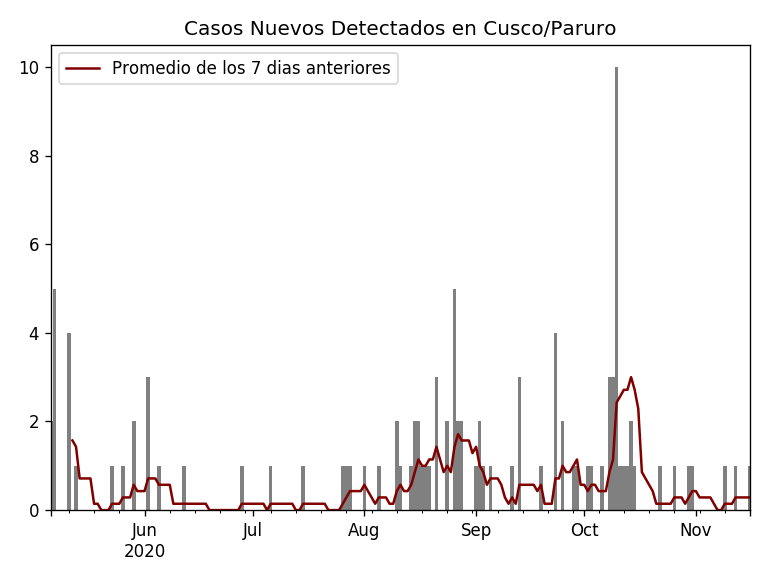 Casos Nuevos Detectados en Cusco/Paruro
Promedio de los 7 dias anteriores
10
8
6
4
2
0
Jun Jul Aug Sep Oct Nov
2020